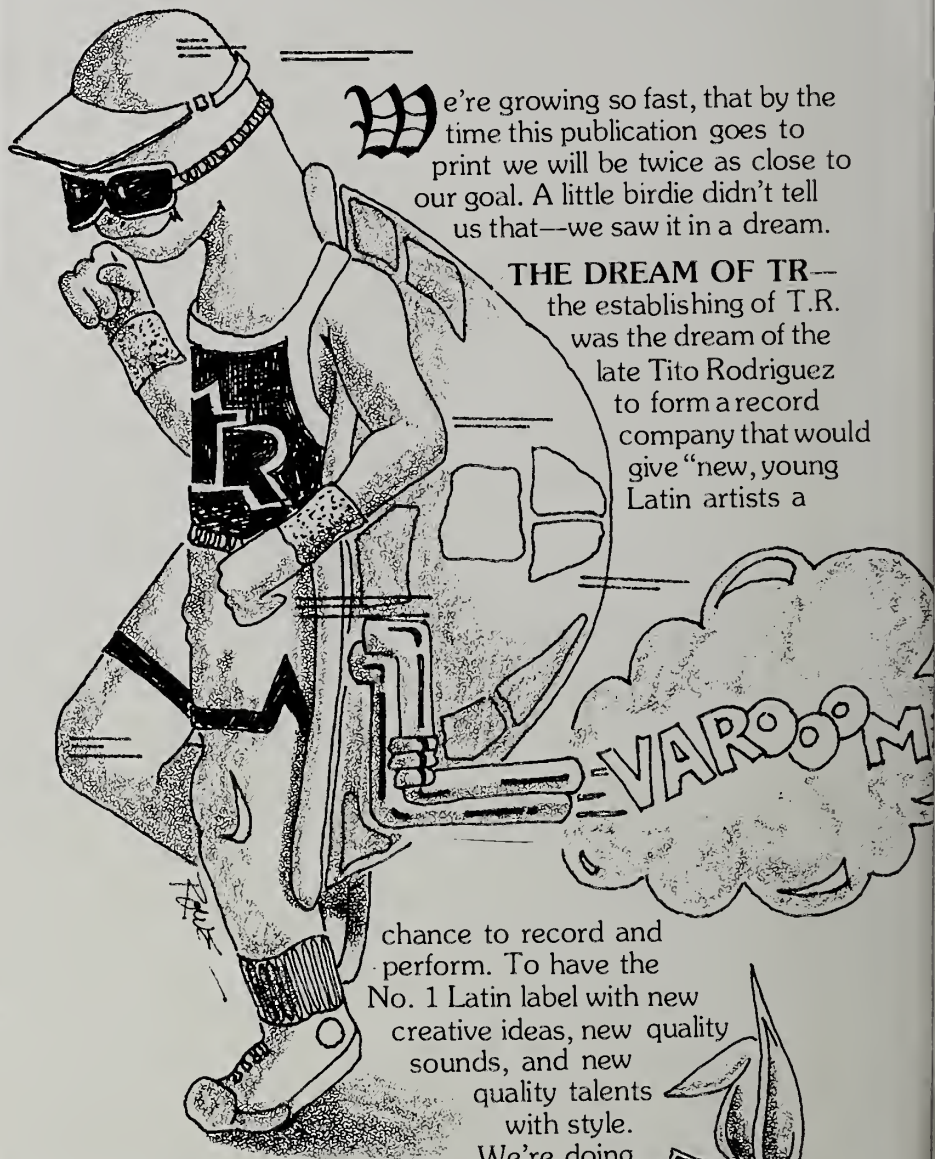 We're growing so fast, that by the
time this publication goes to
print we will be twice as close to
our goal. A little birdie didn't tell
us that—we saw it in a dream.
THE DREAM OF TR—
the establishing of T.R.
was the dream of the
late Tito Rodriguez
to form a record
company that would
give "new, young
Latin artists a
TR
VAROOOM
chance to record and
perform. To have the
No. 1 Latin label with new
creative ideas, new quality
sounds, and new
quality talents
with style.
We're doing